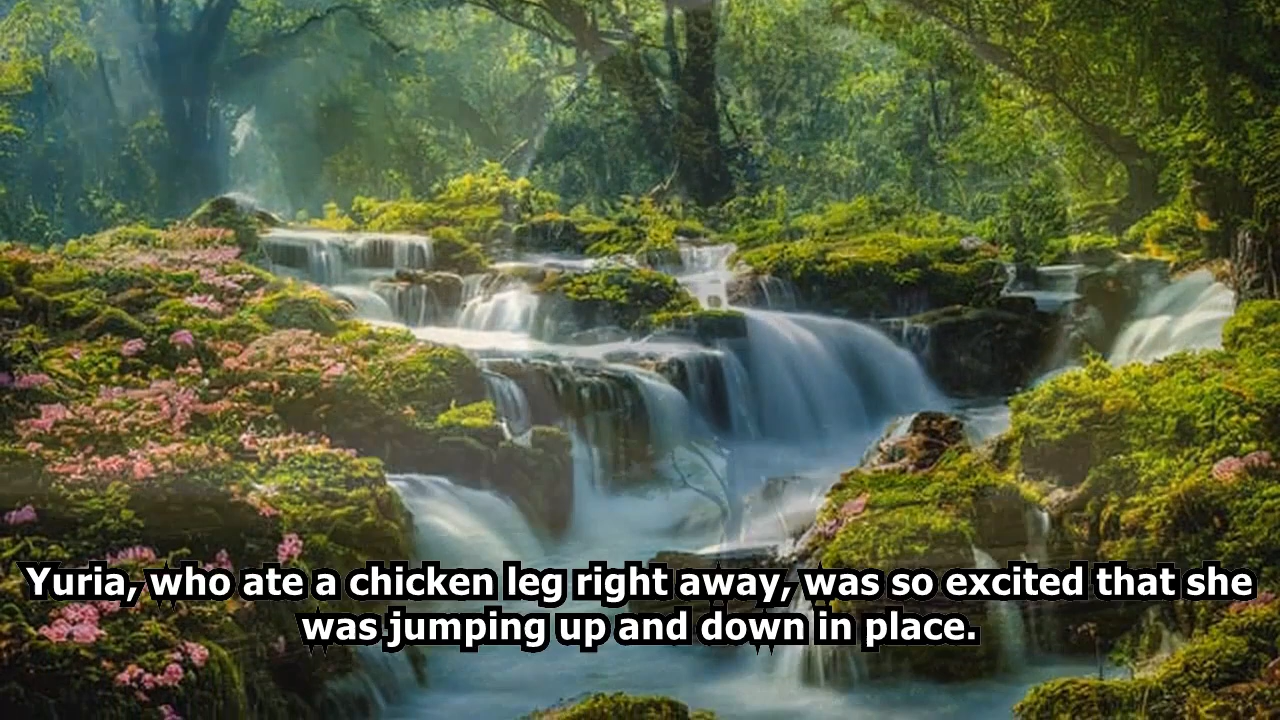 Yuria, who ate a chicken leg right away, was so excited that she
was jumping up and down in place.